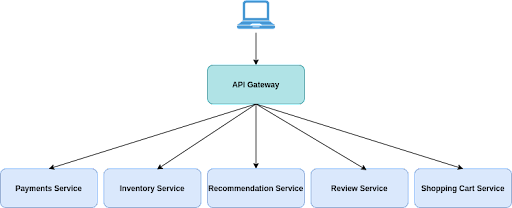 API Gateway
Payments Service
Inventory Service
Recommendation Service
Review Service
Shopping Cart Service